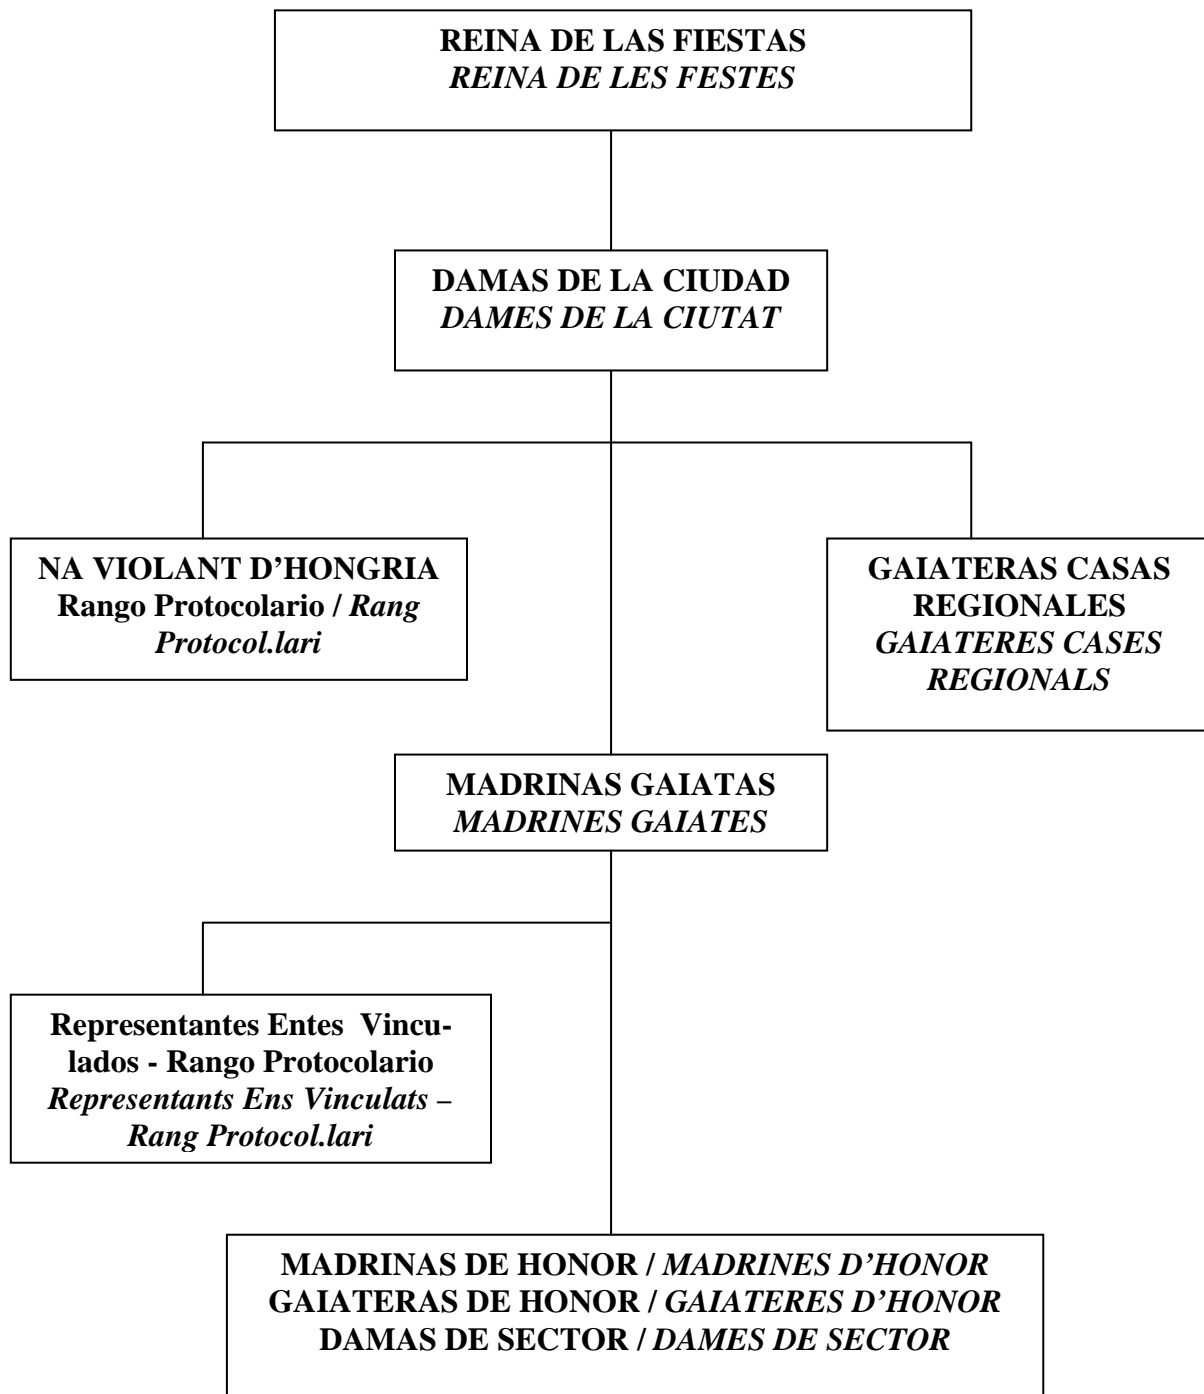 REINA DE LAS FIESTAS
REINA DE LES FESTES
DAMAS DE LA CIUDAD
DAMES DE LA CIUTAT
NA VIOLANT D’HONGRIA
Rango Protocolario / Rang
Protocol.lari
GAIATERAS CASAS
REGIONALES
GAIATERES CASES
REGIONALS
MADRINAS GAIATAS
MADRINES GAIATES
Representantes Entes Vincu-
lados - Rango Protocolario
Representants Ens Vinculats –
Rang Protocol.lari
MADRINAS DE HONOR / MADRINES D’HONOR
GAIATERAS DE HONOR / GAIATERES D’HONOR
DAMAS DE SECTOR / DAMES DE SECTOR